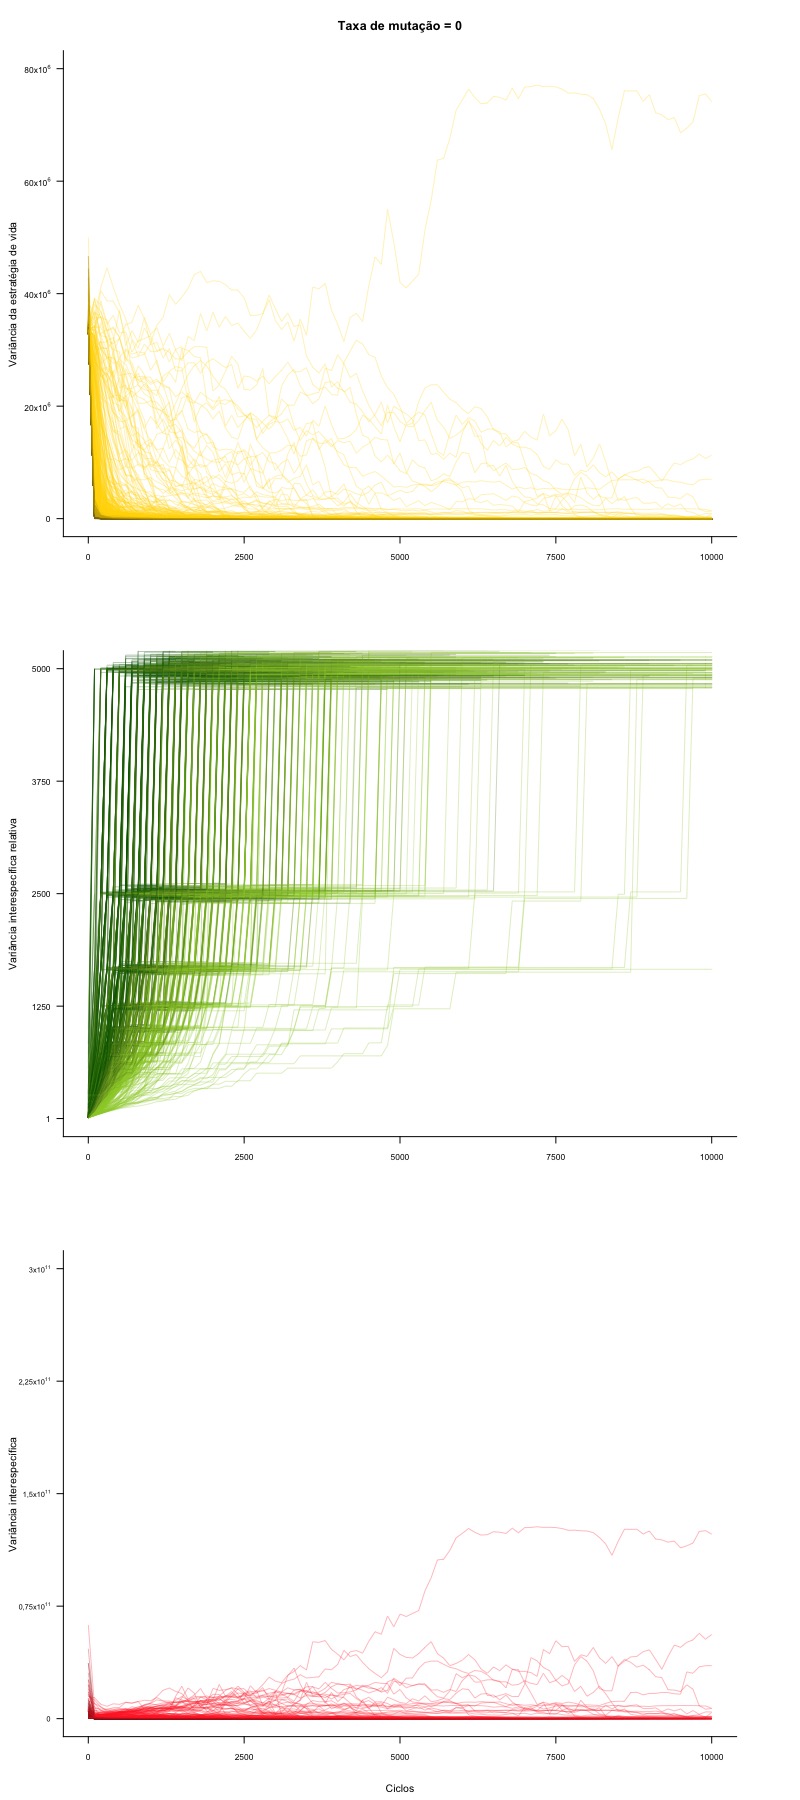 Taxa de mutação = 0
80x10⁶
60x10⁶
40x10⁶
20x10⁶
0
Variância da estratégia de vida
0 2500 5000 7500 10000
5000
3750
2500
1250
1
Variância interespecífica relativa
0 2500 5000 7500 10000
3x10¹¹
2,25x10¹¹
1,5x10¹¹
0,75x10¹¹
0
Variância interespecífica
0 2500 5000 7500 10000
Ciclos